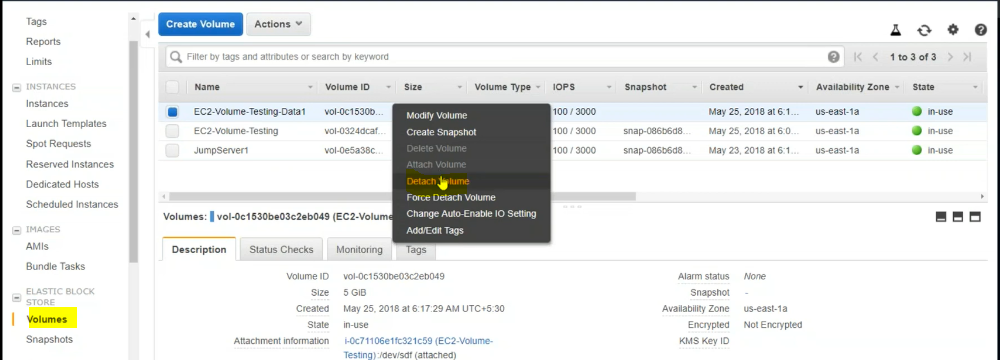 Tags
Reports
Limits
INSTANCES
Instances
Launch Templates
Spot Requests
Reserved Instances
Dedicated Hosts
Scheduled Instances
IMAGES
AMIs
Bundle Tasks
ELASTIC BLOCK
STORE
Volumes
Snapshots
Create Volume Actions
Filter by tags and attributes or search by keyword 1 to 3 of 3
Name Volume ID Size Volume Type IOPS Snapshot Created Availability Zone State
EC2-Volume-Testing-Data1 vol-0c1530b... 100 / 3000 May 25, 2018 at 6:1... us-east-1a in-use
EC2-Volume-Testing vol-0324dcaf... 100 / 3000 snap-086b6d8... May 25, 2018 at 6:0... us-east-1a in-use
JumpServer1 vol-0e5a38c... 100 / 3000 snap-086b6d8... May 23, 2018 at 6:... us-east-1a in-use
Modify Volume
Create Snapshot
Delete Volume
Attach Volume
Detach Volume
Force Detach Volume
Change Auto-Enable IO Setting
Add/Edit Tags
Volumes: vol-0c1530be03c2eb049 (EC2-Volume
Description Status Checks Monitoring Tags
Volume ID vol-0c1530be03c2eb049 Alarm status None
Size 5 GiB Snapshot -
Created May 25, 2018 at 6:17:29 AM UTC+5:30 Availability Zone us-east-1a
State in-use Encrypted Not Encrypted
Attachment information i-0c71106e1fc321c59 (EC2-Volume- KMS Key ID
Testing):/dev/sdf (attached)